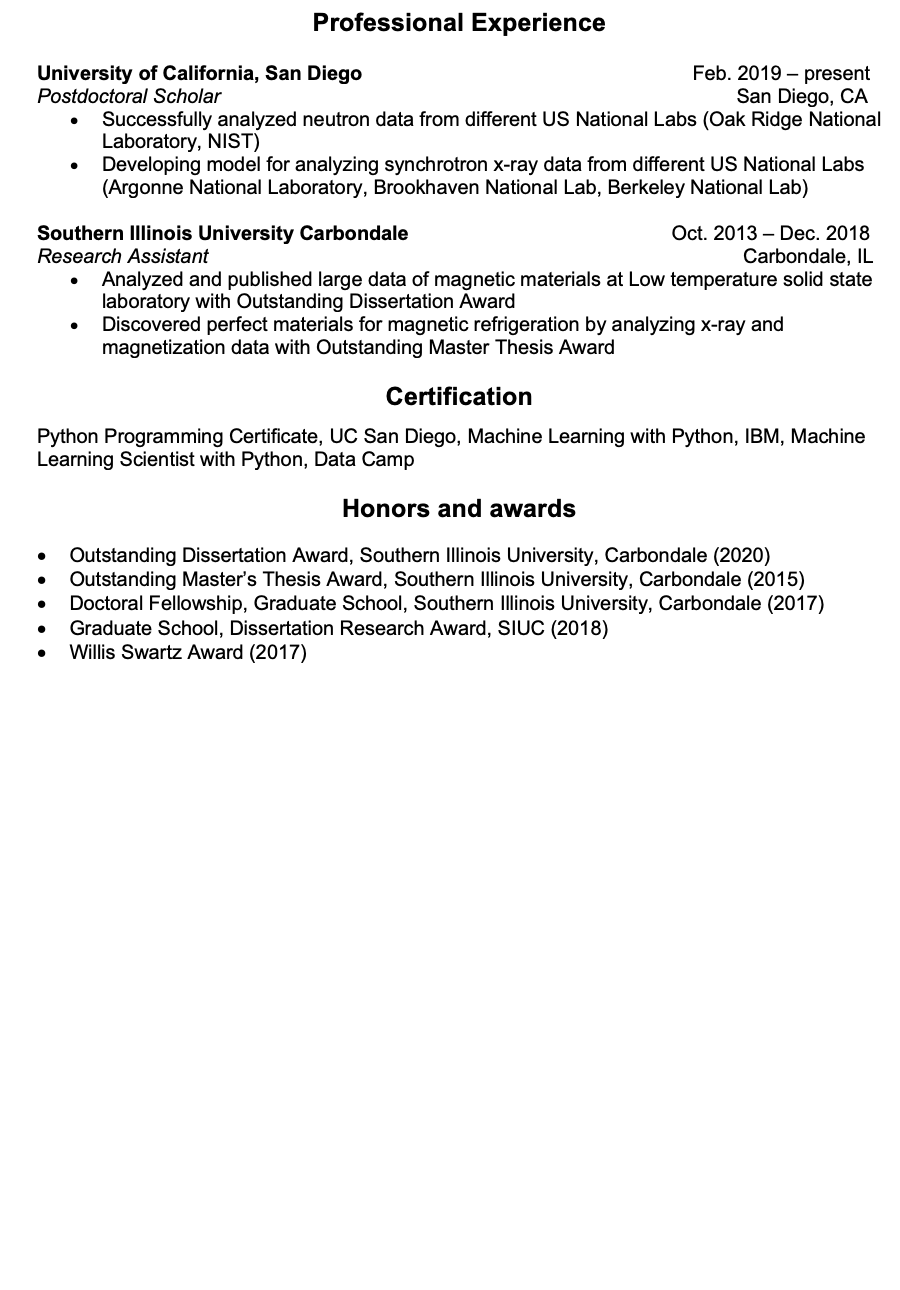 Professional Experience
University of California, San Diego Feb. 2019 – present
Postdoctoral Scholar San Diego, CA
• Successfully analyzed neutron data from different US National Labs (Oak Ridge National
Laboratory, NIST)
• Developing model for analyzing synchrotron x-ray data from different US National Labs
(Argonne National Laboratory, Brookhaven National Lab, Berkeley National Lab)
Southern Illinois University Carbondale Oct. 2013 – Dec. 2018
Research Assistant Carbondale, IL
• Analyzed and published large data of magnetic materials at Low temperature solid state
laboratory with Outstanding Dissertation Award
• Discovered perfect materials for magnetic refrigeration by analyzing x-ray and
magnetization data with Outstanding Master Thesis Award
Certification
Python Programming Certificate, UC San Diego, Machine Learning with Python, IBM, Machine
Learning Scientist with Python, Data Camp
Honors and awards
• Outstanding Dissertation Award, Southern Illinois University, Carbondale (2020)
• Outstanding Master’s Thesis Award, Southern Illinois University, Carbondale (2015)
• Doctoral Fellowship, Graduate School, Southern Illinois University, Carbondale (2017)
• Graduate School, Dissertation Research Award, SIUC (2018)
• Willis Swartz Award (2017)